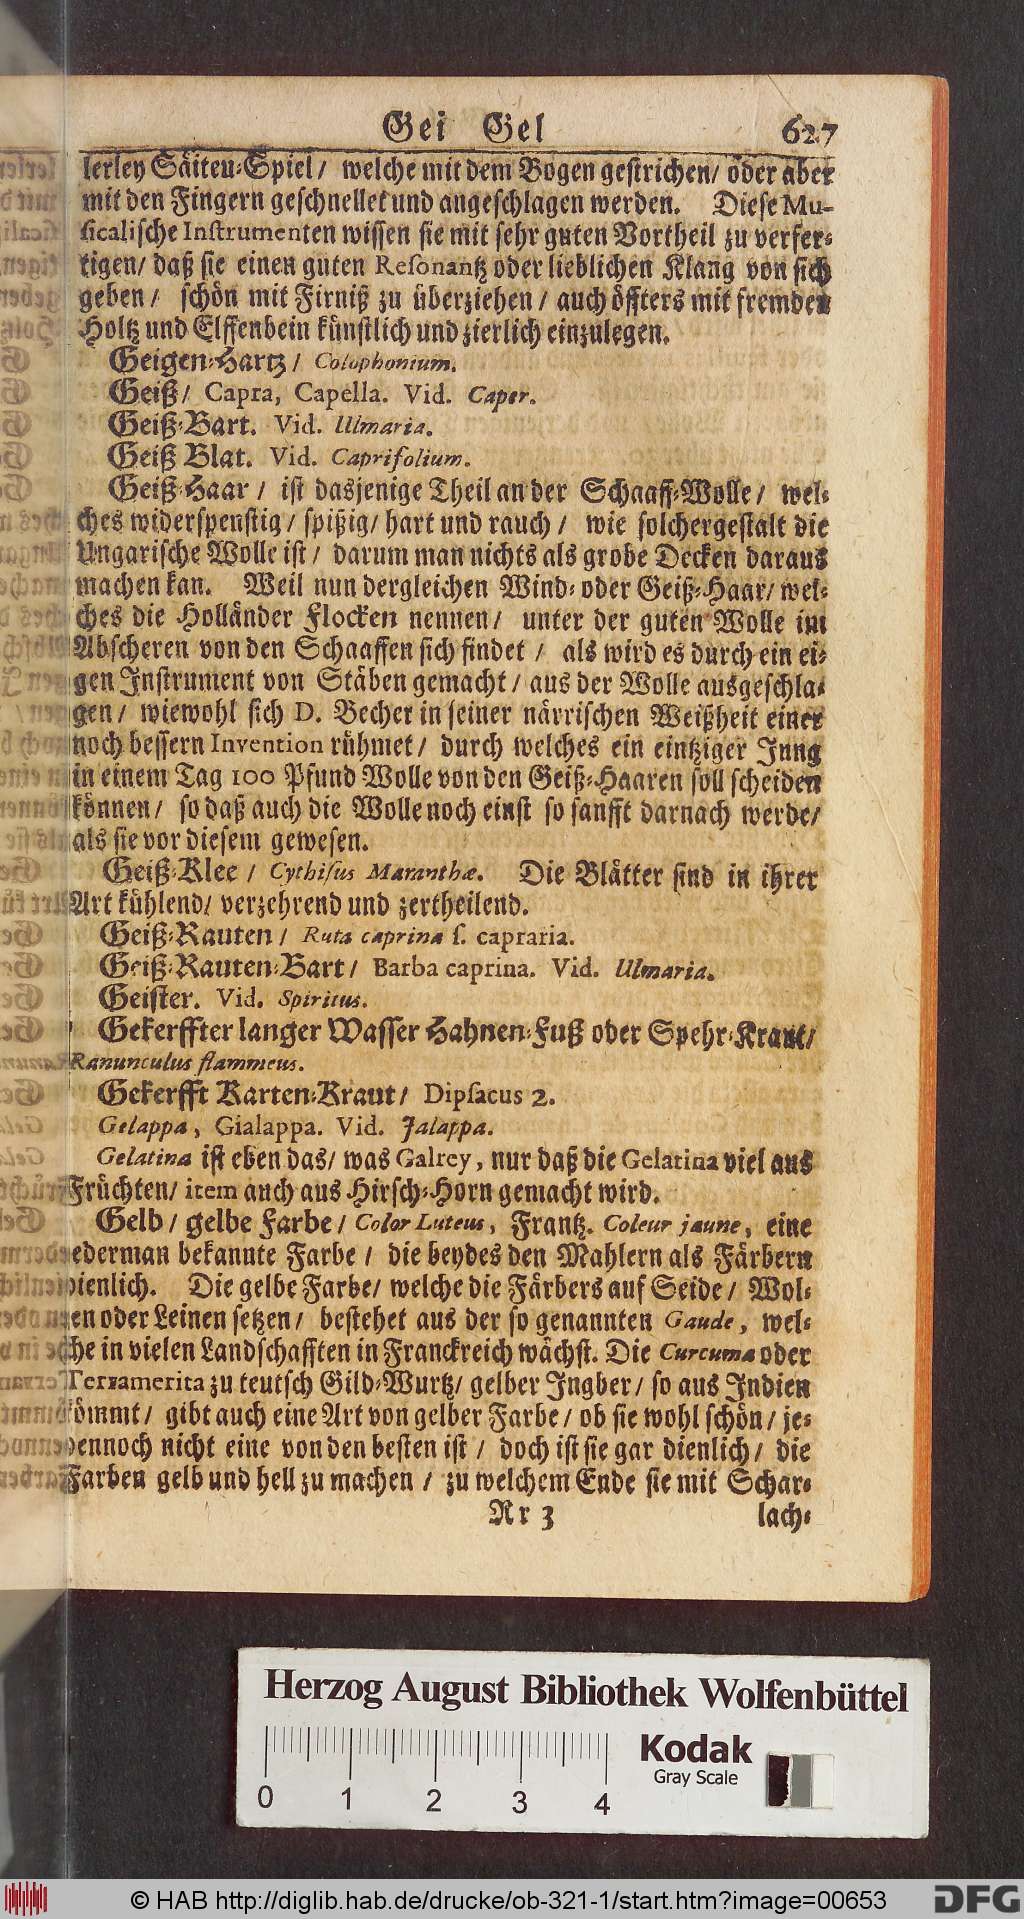 Gei Gel 627
lerley Säiten-Spiel / welche mit dem Bogen gestrichen / oder aber
mit den Fingern geschnellet und angeschlagen werden. Diese Mu-
sicalische Instrumenten wissen sie mit sehr guten Vortheil zu verfer-
tigen / daß sie einen guten Resonantz oder lieblichen Klang von sich
geben / schön mit Firniß zu überziehen / auch öffters mit fremden
Holtz und Elffenbein künstlich und zierlich einzulegen.
Geigen-Hartz / Colophonium.
Geiß / Capra, Capella. Vid. Caper.
Geiß-Bart. Vid. Ulmaria.
Geiß Blat. Vid. Caprifolium.
Geiß-Haar / ist dasjenige Theil an der Schaaff-Wolle / wel-
ches widerspenstig / spißig / hart und rauch / wie solchergestalt die
Ungarische Wolle ist / darum man nichts als grobe Decken daraus
machen kan. Weil nun dergleichen Wind- oder Geiß-Haar / wel-
ches die Holländer Flocken nennen / unter der guten Wolle im
Abscheren von den Schaaffen sich findet / als wird es durch ein ei-
gen Instrument von Stäben gemacht / aus der Wolle ausgeschla-
gen / wiewohl sich D. Becher in seiner närrischen Weißheit einer
noch bessern Invention rühmet / durch welches ein eintziger Jung
in einem Tag 100 Pfund Wolle von den Geiß-Haaren soll scheiden
können / so daß auch die Wolle noch einst so sanfft darnach werde /
als sie vor diesem gewesen.
Geiß-Klee / Cythisus Maranthæ. Die Blätter sind in ihrer
Art kühlend / verzehrend und zertheilend.
Geiß-Rauten / Ruta caprina s. capraria.
Geiß-Rauten-Bart / Barba caprina. Vid. Ulmaria.
Geister. Vid. Spiritus.
Gekerffter langer Wasser Hahnen-Fuß oder Spehr-Kraut /
Ranunculus flammeus.
Gekerfft Karten-Kraut / Dipsacus 2.
Gelappa, Gialappa. Vid. Jalappa.
Gelatina ist eben das / was Galrey, nur daß die Gelatina viel aus
Früchten / item auch aus Hirsch-Horn gemacht wird.
Gelb / gelbe Farbe / Color Luteus, Frantz. Coleur jaune, eine
jederman bekannte Farbe / die beydes den Mahlern als Färbern
dienlich. Die gelbe Farbe / welche die Färbers auf Seide / Wol-
len oder Leinen setzen / bestehet aus der so genannten Gaude, wel-
che in vielen Landschafften in Franckreich wächst. Die Curcuma oder
Terramerita zu teutsch Gild-Wurtz / gelber Ingber / so aus Indien
kömmt / gibt auch eine Art von gelber Farbe / ob sie wohl schön / je-
dennoch nicht eine von den besten ist / doch ist sie gar dienlich / die
Farben gelb und hell zu machen / zu welchem Ende sie mit Schar-
Rr 3 lach-
Herzog August Bibliothek Wolfenbüttel
0 1 2 3 4
Kodak
Gray Scale
© HAB http://diglib.hab.de/drucke/ob-321-1/start.htm?image=00653
DFG